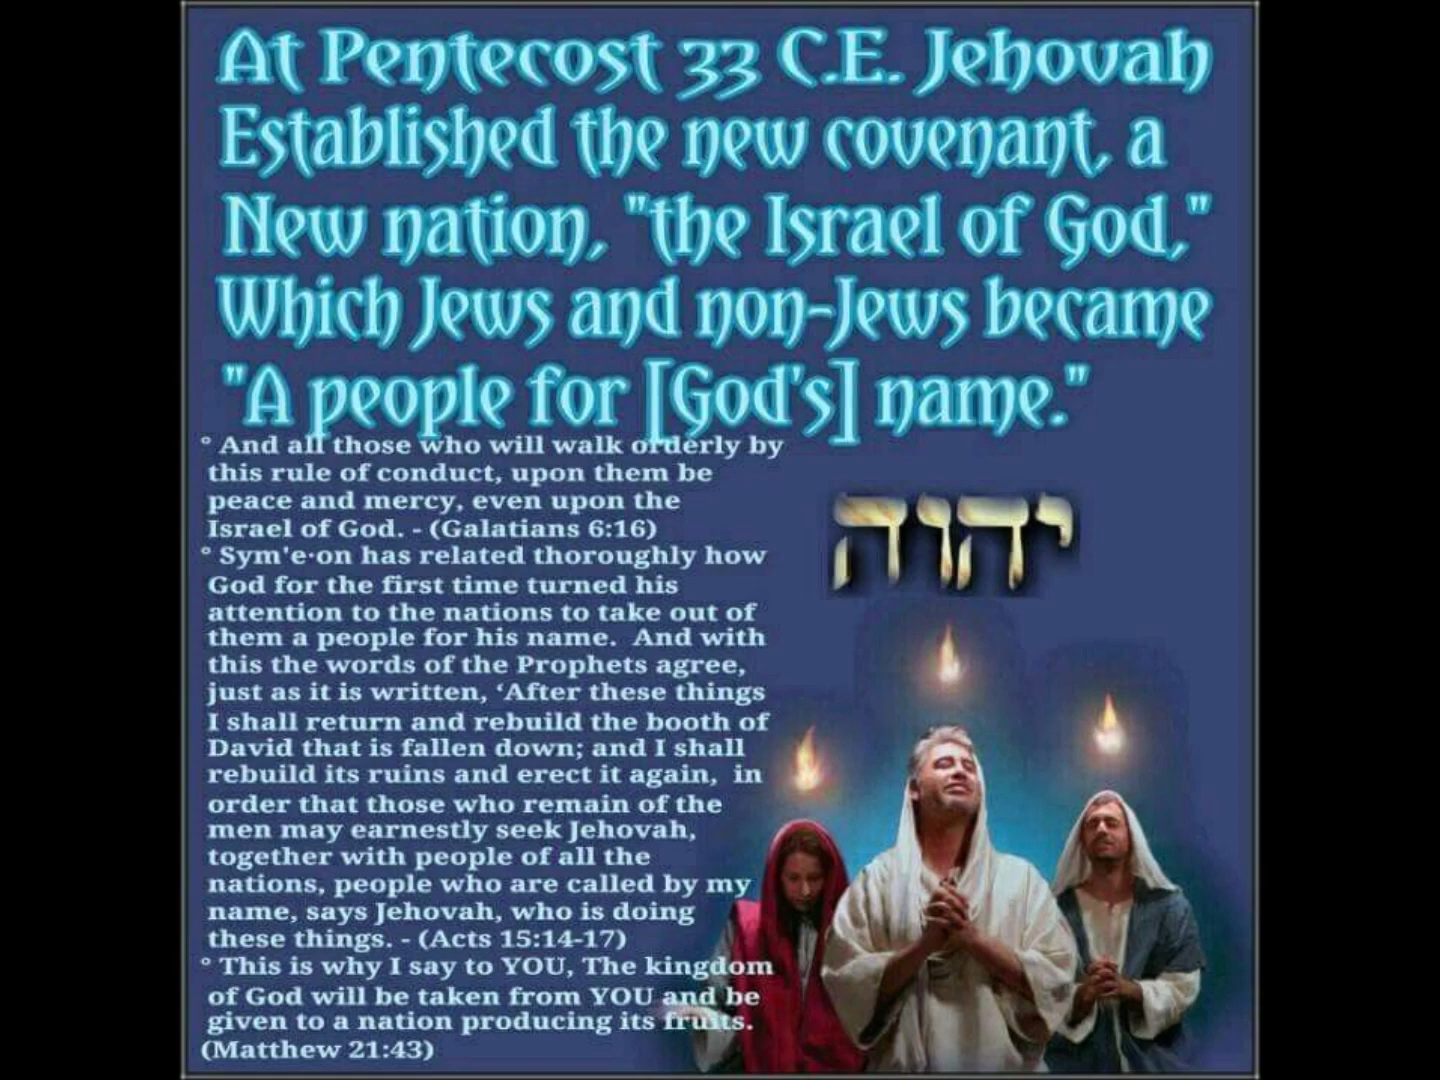 At Pentecost 33 C.E. Jehovah
Established the new covenant, a
New nation, "the Israel of God,"
Which Jews and non-Jews became
"A people for [God's] name."
° And all those who will walk orderly by
this rule of conduct, upon them be
peace and mercy, even upon the
Israel of God. - (Galatians 6:16)
° Sym'e·on has related thoroughly how
God for the first time turned his
attention to the nations to take out of
them a people for his name.  And with
this the words of the Prophets agree,
just as it is written, ‘After these things
I shall return and rebuild the booth of
David that is fallen down; and I shall
rebuild its ruins and erect it again,  in
order that those who remain of the
men may earnestly seek Jehovah,
together with people of all the
nations, people who are called by my
name, says Jehovah, who is doing
these things. - (Acts 15:14-17)
° This is why I say to YOU, The kingdom
of God will be taken from YOU and be
given to a nation producing its fruits.
(Matthew 21:43)
יהוה